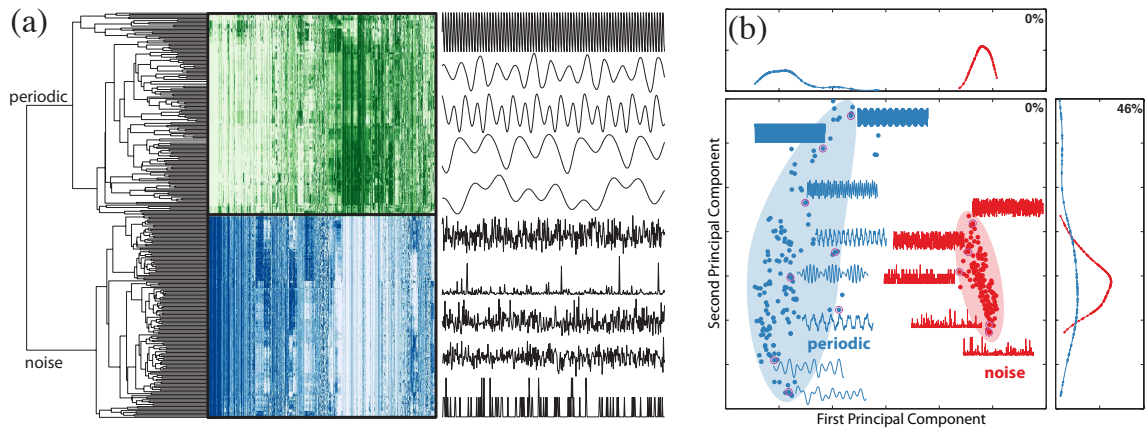 (a)
periodic
noise
(b)
0%
0%
46%
Second Principal Component
periodic
noise
First Principal Component